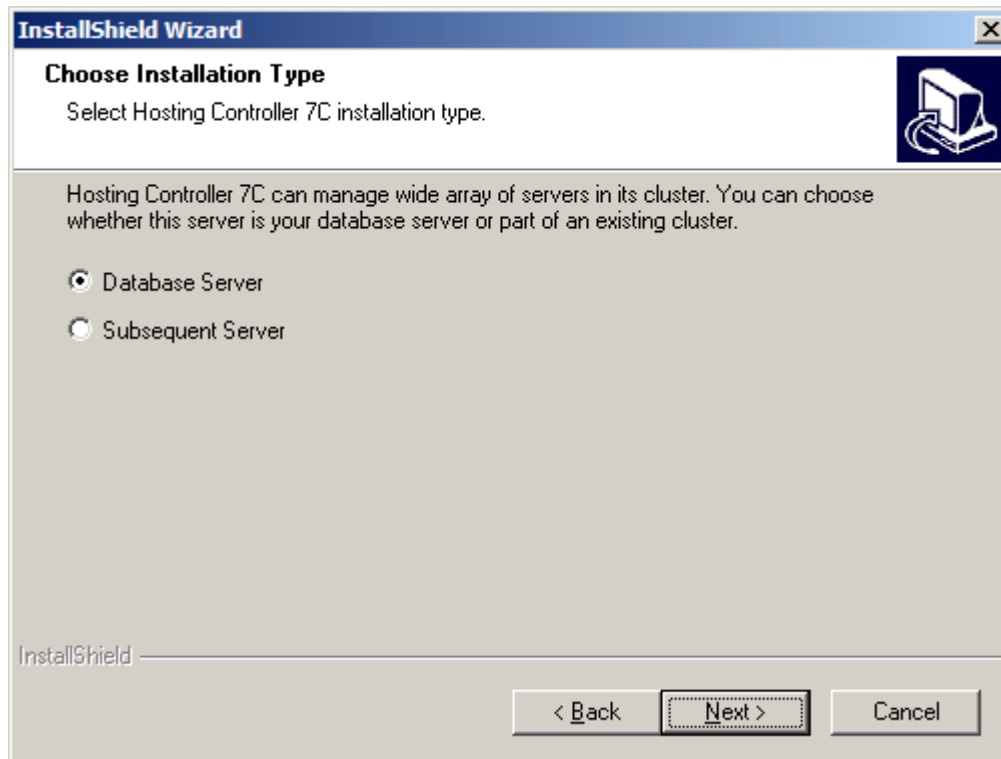 InstallShield Wizard
Choose Installation Type
Select Hosting Controller 7C installation type.
Hosting Controller 7C can manage wide array of servers in its cluster. You can choose
whether this server is your database server or part of an existing cluster.
Database Server
Subsequent Server
InstallShield
< Back
Next >
Cancel